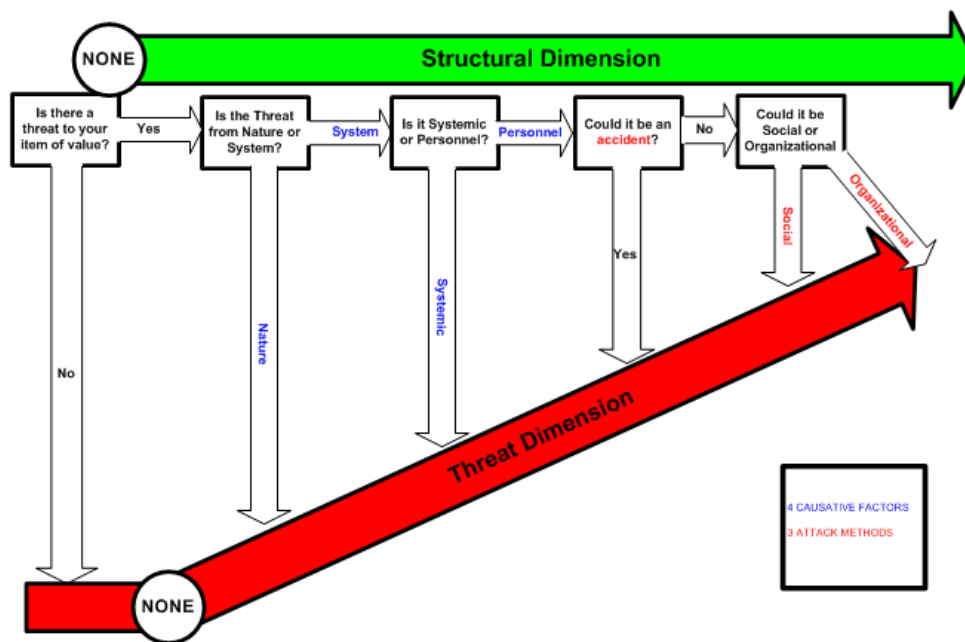 NONE
Structural Dimension
Is there a
threat to your
item of value?
Yes
Is the Threat
from Nature or
System?
System
Is it Systemic
or Personnel?
Personnel
Could it be an
accident?
No
Could it be
Social or
Organizational
Organizational
Social
Yes
Systemic
Nature
No
Threat Dimension
NONE
4 CAUSATIVE FACTORS
3 ATTACK METHODS